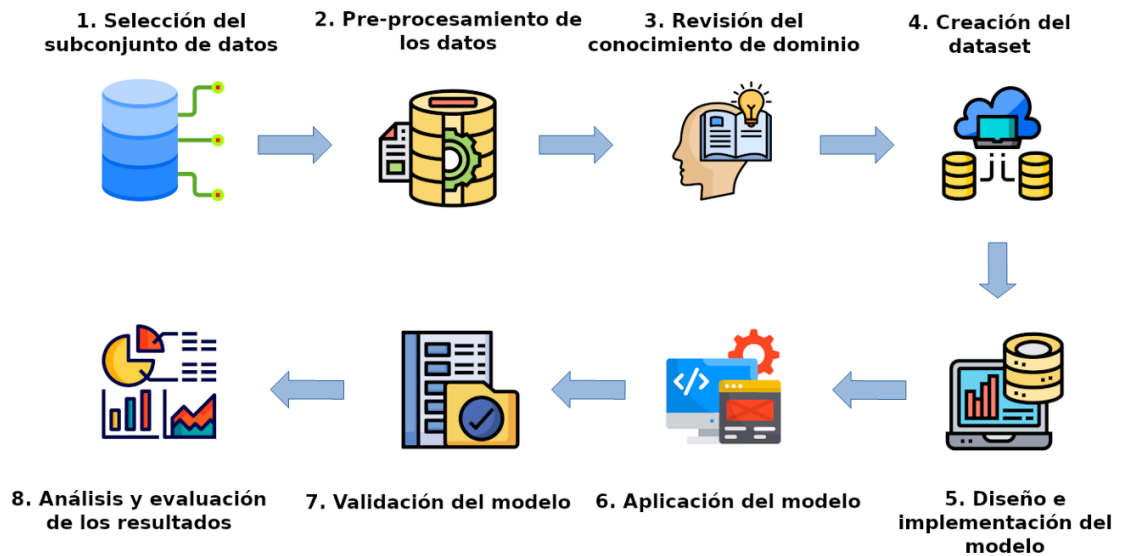 1. Selección del
subconjunto de datos
2. Pre-procesamiento de
los datos
3. Revisión del
conocimiento de dominio
4. Creación del
dataset
8. Análisis y evaluación
de los resultados
7. Validación del modelo
6. Aplicación del modelo
5. Diseño e
implementación del
modelo